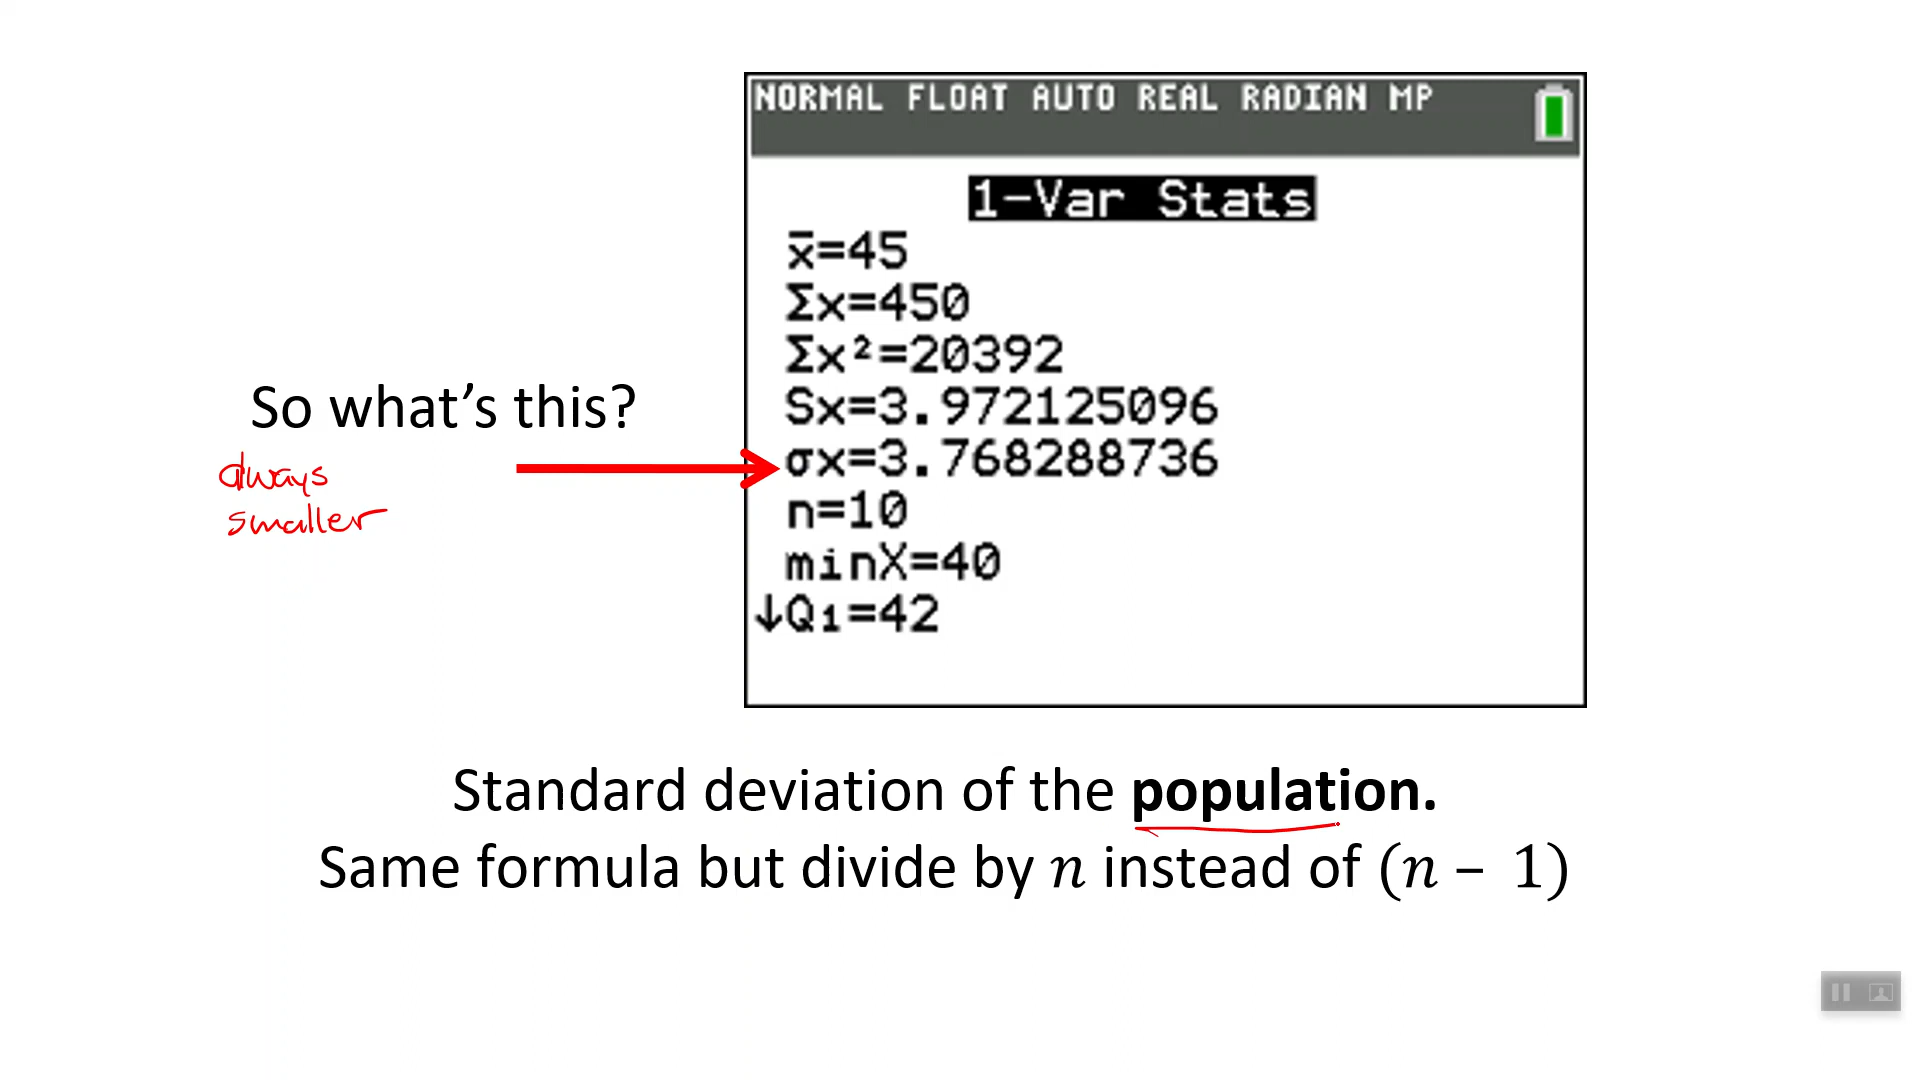 NORMAL FLOAT AUTO REAL RADIAN MP
1-Var Stats
x̄=45
Σx=450
Σx²=20392
Sx=3.972125096
σx=3.768288736
n=10
minX=40
↓Q₁=42
So what’s this?
always
smaller
Standard deviation of the population.
Same formula but divide by n instead of (n − 1)